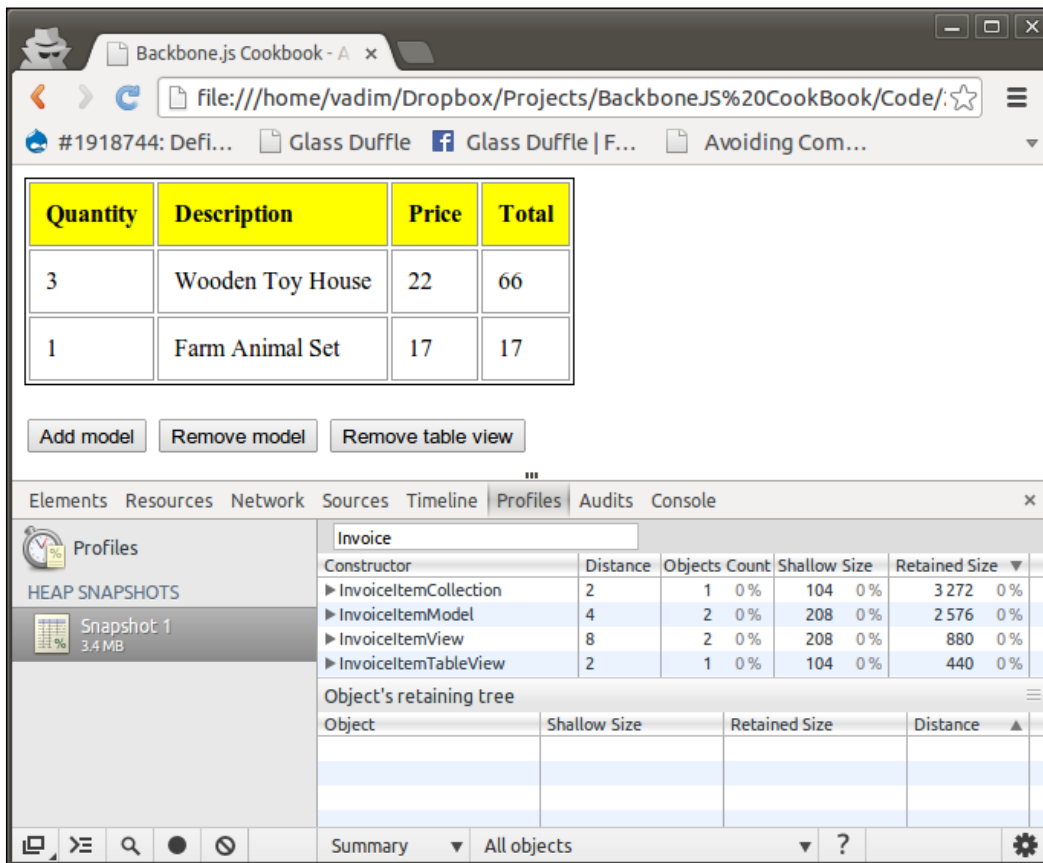 Backbone.js Cookbook - A
file:///home/vadim/Dropbox/Projects/BackboneJS%20CookBook/Code/
#1918744: Defi... Glass Duffle Glass Duffle | F... Avoiding Com...
Quantity Description Price Total
3 Wooden Toy House 22 66
1 Farm Animal Set 17 17
Add model Remove model Remove table view
Elements Resources Network Sources Timeline Profiles Audits Console
Profiles
HEAP SNAPSHOTS
Snapshot 1
3.4 MB
Invoice
Constructor Distance Objects Count Shallow Size Retained Size
InvoiceItemCollection 2 1 0% 104 0% 3 272 0%
InvoiceItemModel 4 2 0% 208 0% 2 576 0%
InvoiceItemView 8 2 0% 208 0% 880 0%
InvoiceItemTableView 2 1 0% 104 0% 440 0%
Object's retaining tree
Object Shallow Size Retained Size Distance
Summary All objects ?